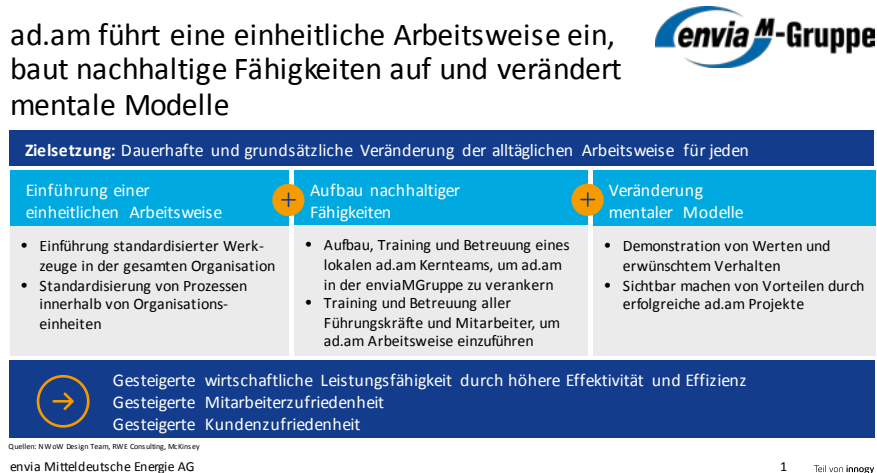 ad.am führt eine einheitliche Arbeitsweise ein,
baut nachhaltige Fähigkeiten auf und verändert
mentale Modelle
envia M-Gruppe
Zielsetzung: Dauerhafte und grundsätzliche Veränderung der alltäglichen Arbeitsweise für jeden
Einführung einer
einheitlichen Arbeitsweise
+
Aufbau nachhaltiger
Fähigkeiten
+
Veränderung
mentaler Modelle
• Einführung standardisierter Werk-
zeuge in der gesamten Organisation
• Standardisierung von Prozessen
innerhalb von Organisations-
einheiten
• Aufbau, Training und Betreuung eines
lokalen ad.am Kernteams, um ad.am
in der enviaMGruppe zu verankern
• Training und Betreuung aller
Führungskräfte und Mitarbeiter, um
ad.am Arbeitsweise einzuführen
• Demonstration von Werten und
erwünschtem Verhalten
• Sichtbar machen von Vorteilen durch
erfolgreiche ad.am Projekte
Gesteigerte wirtschaftliche Leistungsfähigkeit durch höhere Effektivität und Effizienz
Gesteigerte Mitarbeiterzufriedenheit
Gesteigerte Kundenzufriedenheit
Quellen: NWoW Design Team, RWE Consulting, McKinsey
envia Mitteldeutsche Energie AG
1
Teil von innogy